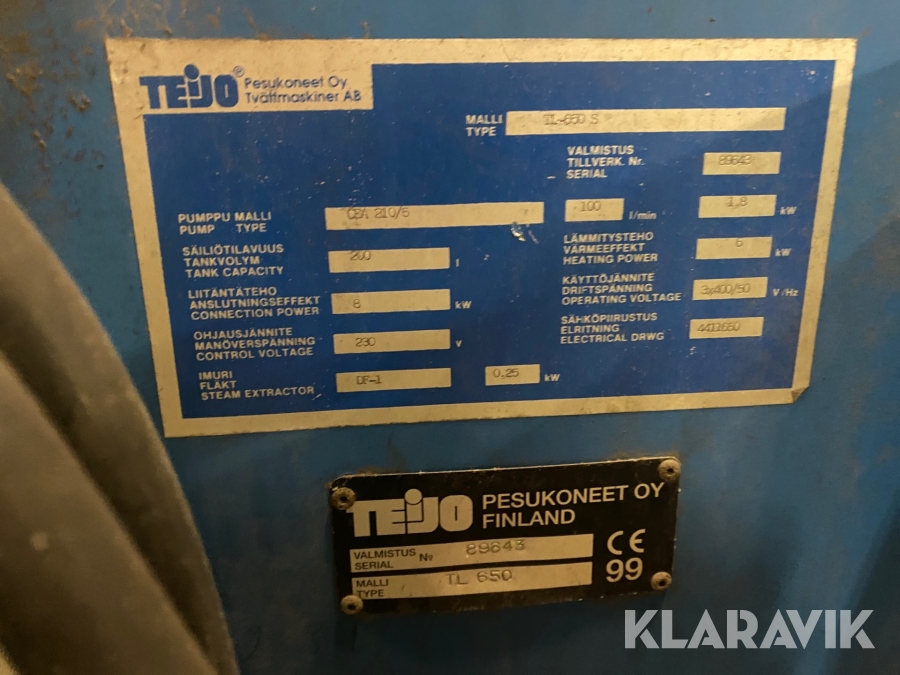 TEIJO® Pesukoneet Oy
Tvättmaskiner AB
MALLI
TYPE TL-650 S
VALMISTUS
TILLVERK. Nr.
SERIAL 89643
PUMPPU MALLI
PUMP TYPE CEA 210/5 100 l/min 1,8 kW
SÄILIÖTILAVUUS
TANKVOLYM
TANK CAPACITY 200 l
LÄMMITYSTEHO
VÄRMEEFFEKT
HEATING POWER 6 kW
LIITÄNTÄTEHO
ANSLUTNINGSEFFEKT
CONNECTION POWER 8 kW
KÄYTTÖJÄNNITE
DRIFTSPÄNNING
OPERATING VOLTAGE 3x400/50 V/Hz
OHJAUSJÄNNITE
MANÖVERSPÄNNING
CONTROL VOLTAGE 230 V
SÄHKÖPIIRUSTUS
ELRITNING
ELECTRICAL DRWG 4411650
IMURI
FLÄKT
STEAM EXTRACTOR DF-1 0,25 kW
TEIJO PESUKONEET OY
FINLAND
VALMISTUS
SERIAL Nr 89643
MALLI
TYPE TL 650
CE
99
KLARAVIK